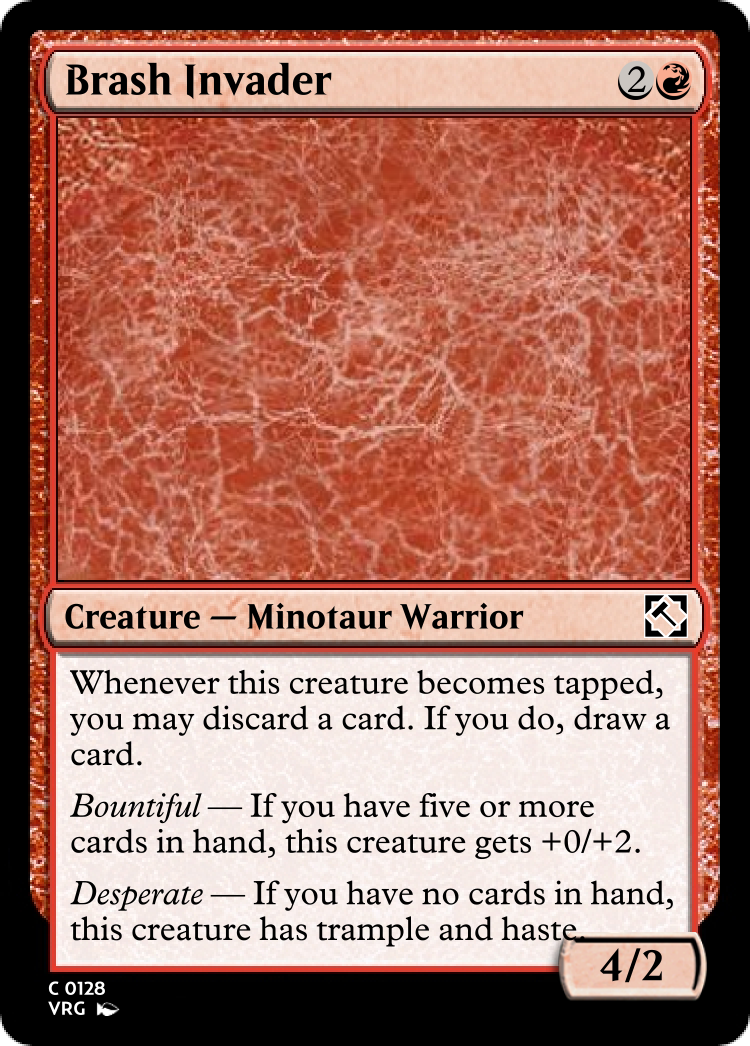 Brash Invader 2
Creature — Minotaur Warrior
Whenever this creature becomes tapped,
you may discard a card. If you do, draw a
card.
Bountiful — If you have five or more
cards in hand, this creature gets +0/+2.
Desperate — If you have no cards in hand,
this creature has trample and haste.
4/2
C 0128
VRG